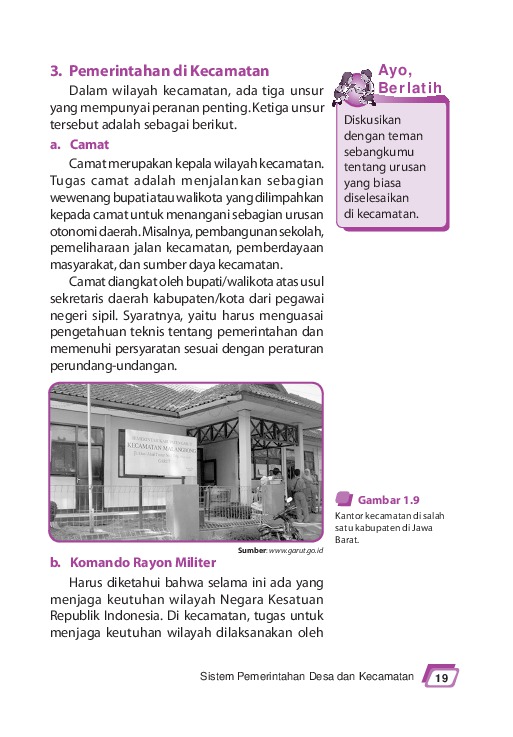 3. Pemerintahan di Kecamatan
Dalam wilayah kecamatan, ada tiga unsur
yang mempunyai peranan penting. Ketiga unsur
tersebut adalah sebagai berikut.
a. Camat
Camat merupakan kepala wilayah kecamatan.
Tugas camat adalah menjalankan sebagian
wewenang bupati atau walikota yang dilimpahkan
kepada camat untuk menangani sebagian urusan
otonomi daerah. Misalnya, pembangunan sekolah,
pemeliharaan jalan kecamatan, pemberdayaan
masyarakat, dan sumber daya kecamatan.
Camat diangkat oleh bupati/walikota atas usul
sekretaris daerah kabupaten/kota dari pegawai
negeri sipil. Syaratnya, yaitu harus menguasai
pengetahuan teknis tentang pemerintahan dan
memenuhi persyaratan sesuai dengan peraturan
perundang-undangan.
KECAMATAN MALANGBONG
Sumber: www.garut.go.id
b. Komando Rayon Militer
Harus diketahui bahwa selama ini ada yang
menjaga keutuhan wilayah Negara Kesatuan
Republik Indonesia. Di kecamatan, tugas untuk
menjaga keutuhan wilayah dilaksanakan oleh
Ayo,
Berlatih
Diskusikan
dengan teman
sebangkumu
tentang urusan
yang biasa
diselesaikan
di kecamatan.
Gambar 1.9
Kantor kecamatan di salah
satu kabupaten di Jawa
Barat.
Sistem Pemerintahan Desa dan Kecamatan
19